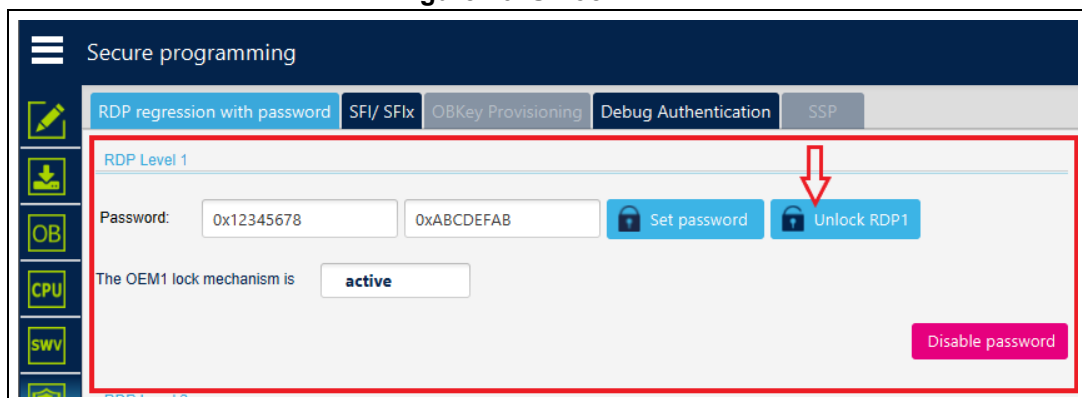 Secure programming
RDP regression with password SFI/ SFIx OBKey Provisioning Debug Authentication SSP
RDP Level 1
Password: 0x12345678 0xABCDEFAB Set password Unlock RDP1
OB
The OEM1 lock mechanism is active
CPU
SWV
Disable password